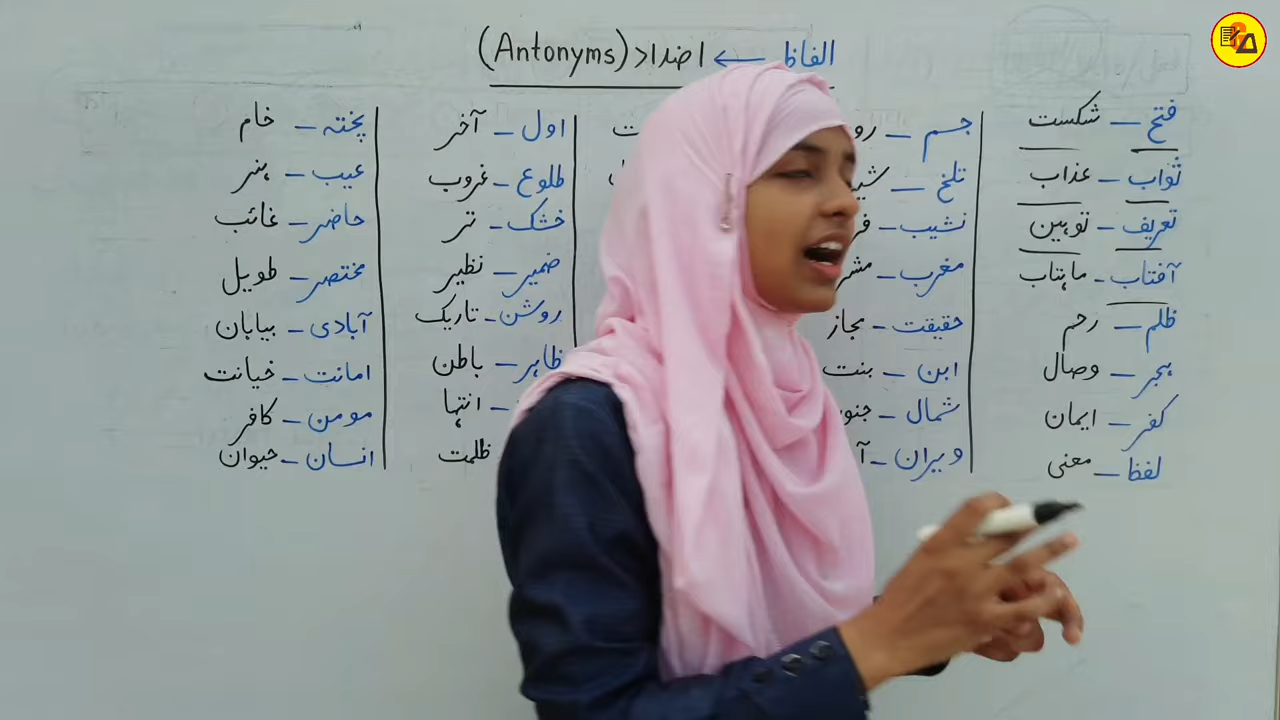 الفاظ ← اضداد (Antonyms)
فتح – شکست
ثواب – عذاب
تعریف – توہین
آفتاب – ماہتاب
ظلم – رحم
ہجر – وصال
کفر – ایمان
لفظ – معنی
جسم –
تلخ –
نشیب –
مغرب –
حقیقت – مجاز
ابن – بنت
شمال –
ویران –
اول – آخر
طلوع – غروب
خشک – تر
ضمیر – نظیر
روشن – تاریک
ظاہر – باطن
– انتہا
ظلمت
پختہ – خام
عیب – ہنر
حاضر – غائب
مختصر – طویل
آبادی – بیابان
امانت – خیانت
مومن – کافر
انسان – حیوان